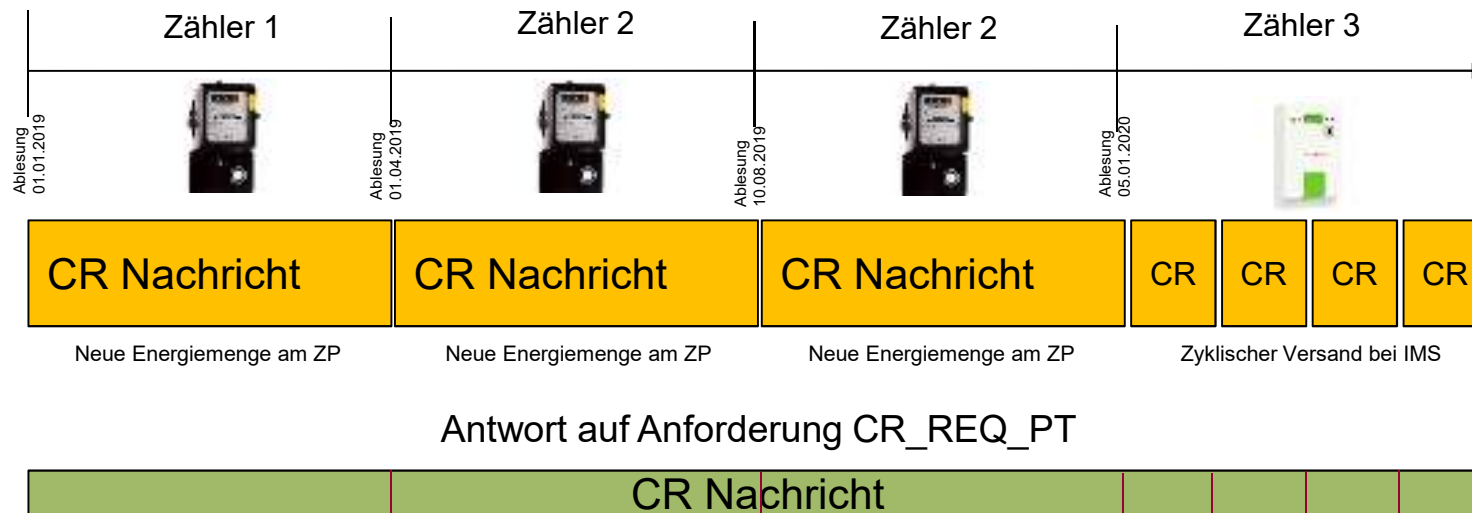 Zähler 1
Zähler 2
Zähler 2
Zähler 3
Ablesung
01.01.2019
Ablesung
01.04.2019
Ablesung
10.08.2019
Ablesung
05.01.2020
CR Nachricht
CR Nachricht
CR Nachricht
CR
CR
CR
CR
Neue Energiemenge am ZP
Neue Energiemenge am ZP
Neue Energiemenge am ZP
Zyklischer Versand bei IMS
Antwort auf Anforderung CR_REQ_PT
CR Nachricht